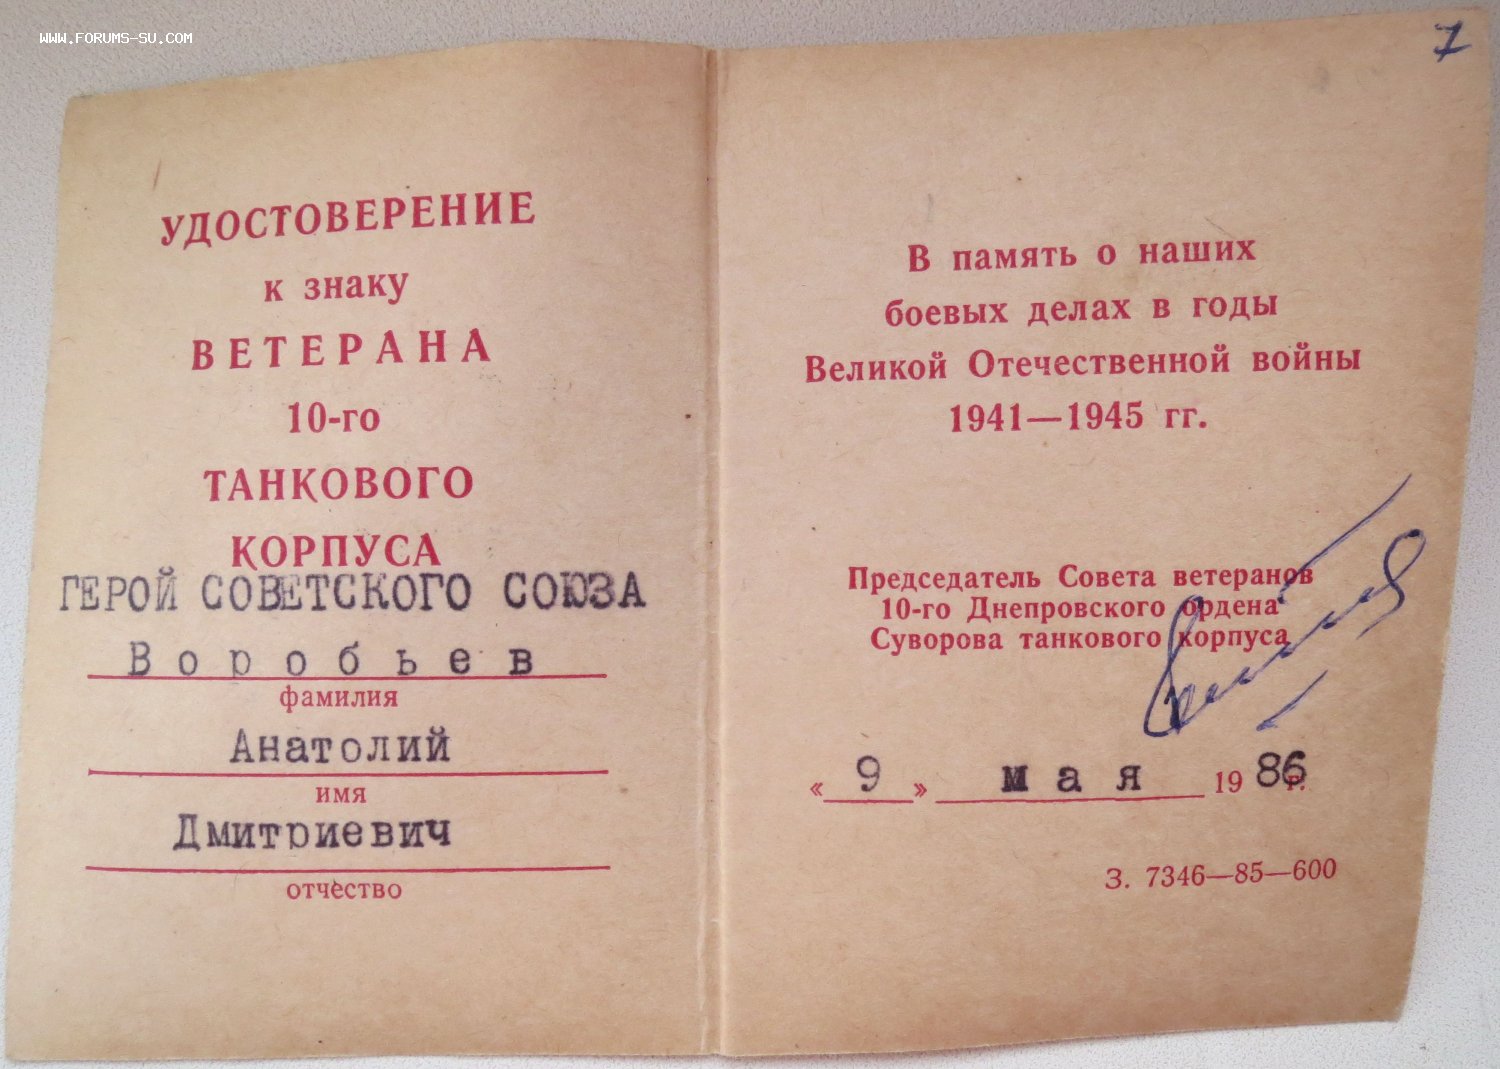 WWW.FORUMS-SU.COM
7
УДОСТОВЕРЕНИЕ
к знаку
ВЕТЕРАНА
10-го
ТАНКОВОГО
КОРПУСА
ГЕРОЙ СОВЕТСКОГО СОЮЗА
Воробьев
фамилия
Анатолий
имя
Дмитриевич
отчество
В память о наших
боевых делах в годы
Великой Отечественной войны
1941—1945 гг.
Председатель Совета ветеранов
10-го Днепровского ордена
Суворова танкового корпуса
«9» мая 1986 г.
З. 7346—85—600